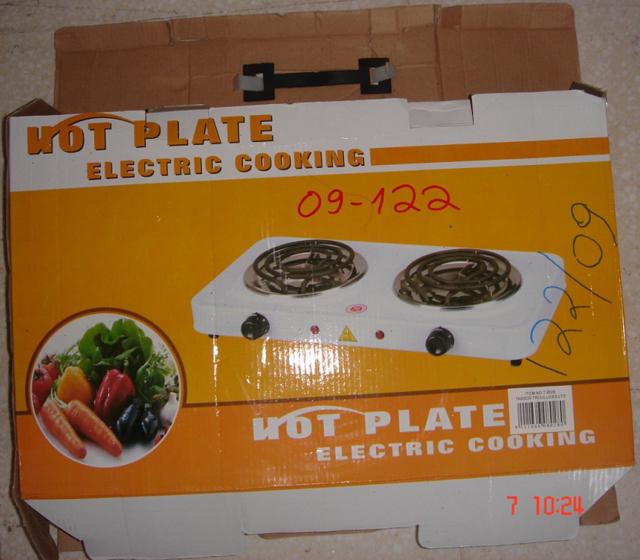 HOT PLATE
ELECTRIC COOKING
09-122
122/09
HOT PLATE
ELECTRIC COOKING
7 10:24